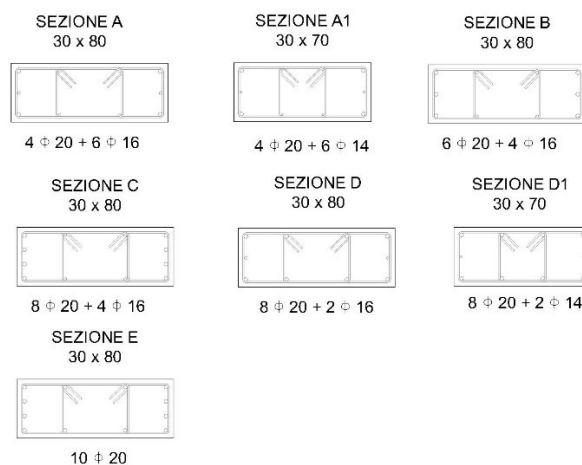 SEZIONE A
30 x 80
4 ϕ 20 + 6 ϕ 16
SEZIONE A1
30 x 70
4 ϕ 20 + 6 ϕ 14
SEZIONE B
30 x 80
6 ϕ 20 + 4 ϕ 16
SEZIONE C
30 x 80
8 ϕ 20 + 4 ϕ 16
SEZIONE D
30 x 80
8 ϕ 20 + 2 ϕ 16
SEZIONE D1
30 x 70
8 ϕ 20 + 2 ϕ 14
SEZIONE E
30 x 80
10 ϕ 20